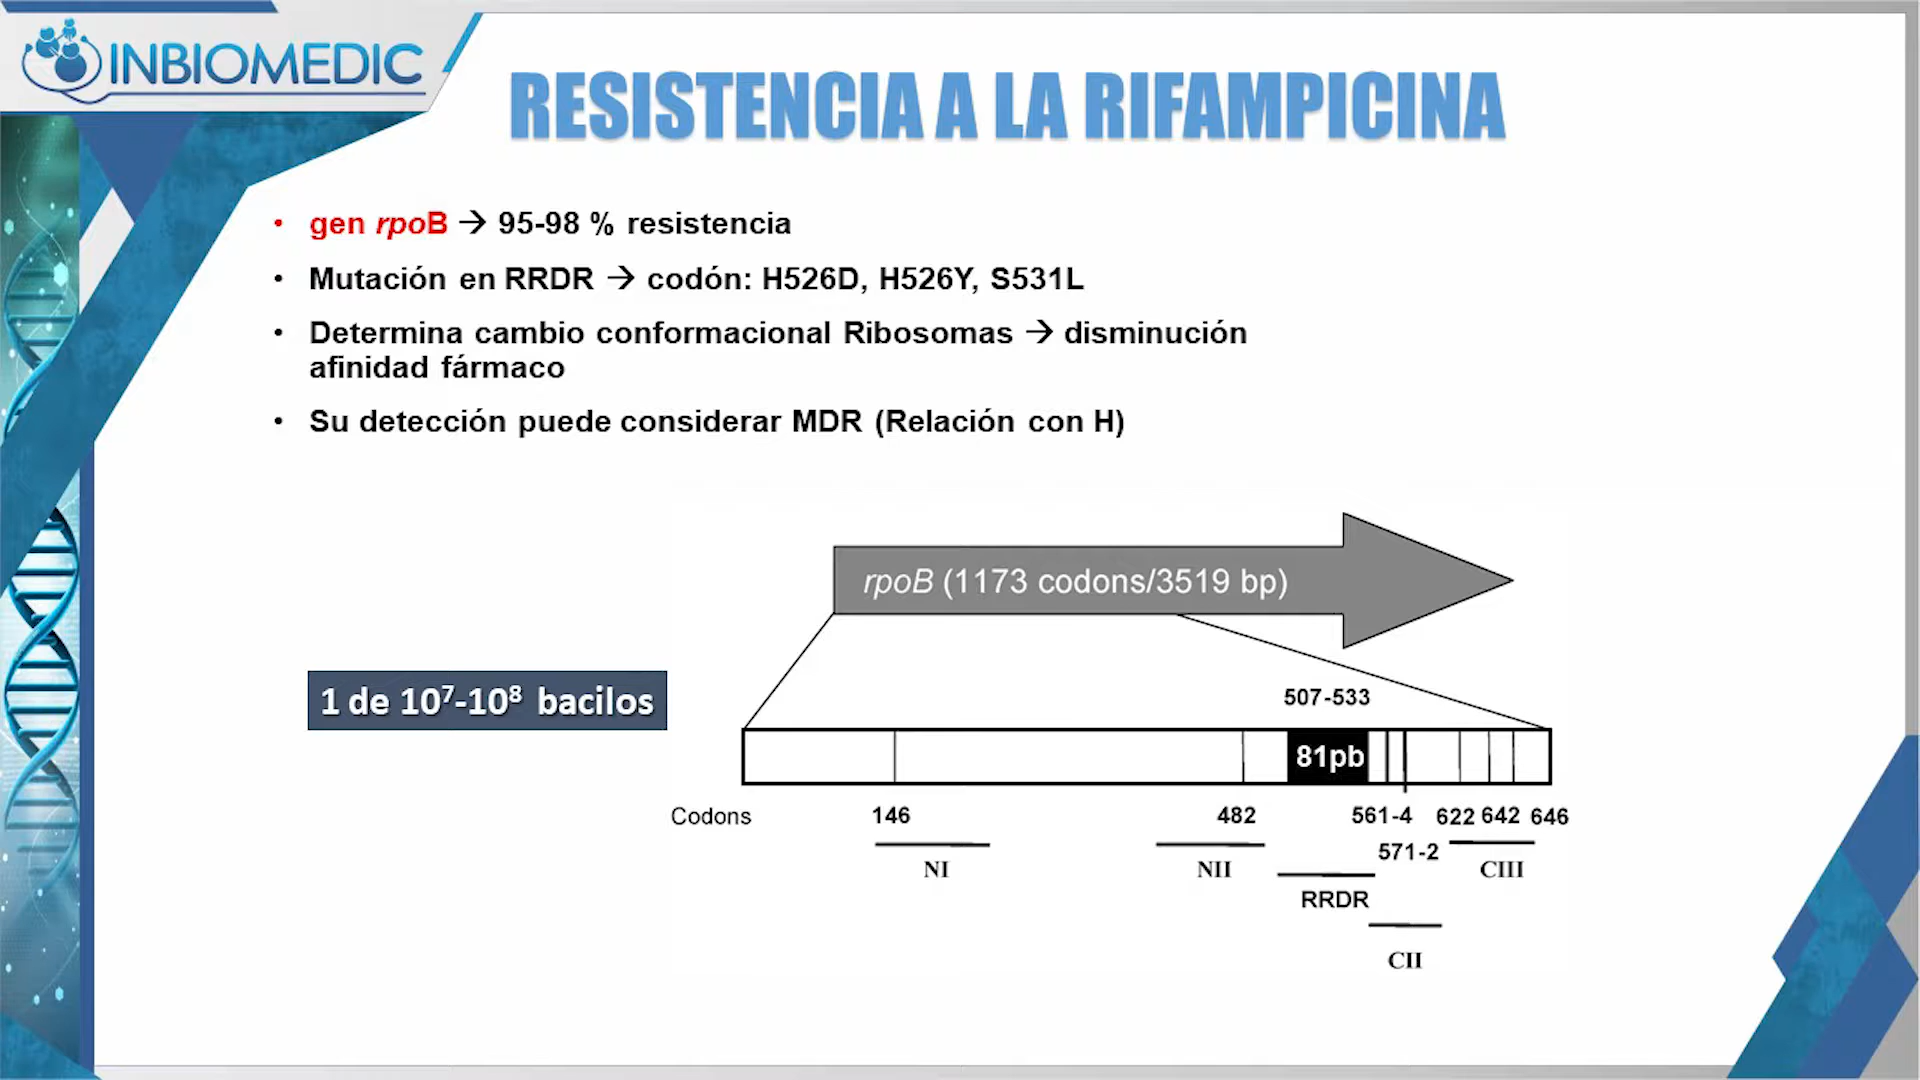 INBIOMEDIC
RESISTENCIA A LA RIFAMPICINA
• gen rpoB → 95-98 % resistencia
• Mutación en RRDR → codón: H526D, H526Y, S531L
• Determina cambio conformacional Ribosomas → disminución
afinidad fármaco
• Su detección puede considerar MDR (Relación con H)
rpoB (1173 codons/3519 bp)
1 de 10⁷-10⁸ bacilos
507-533
81pb
Codons 146 482 561-4 622 642 646
571-2
NI NII CIII
RRDR
CII